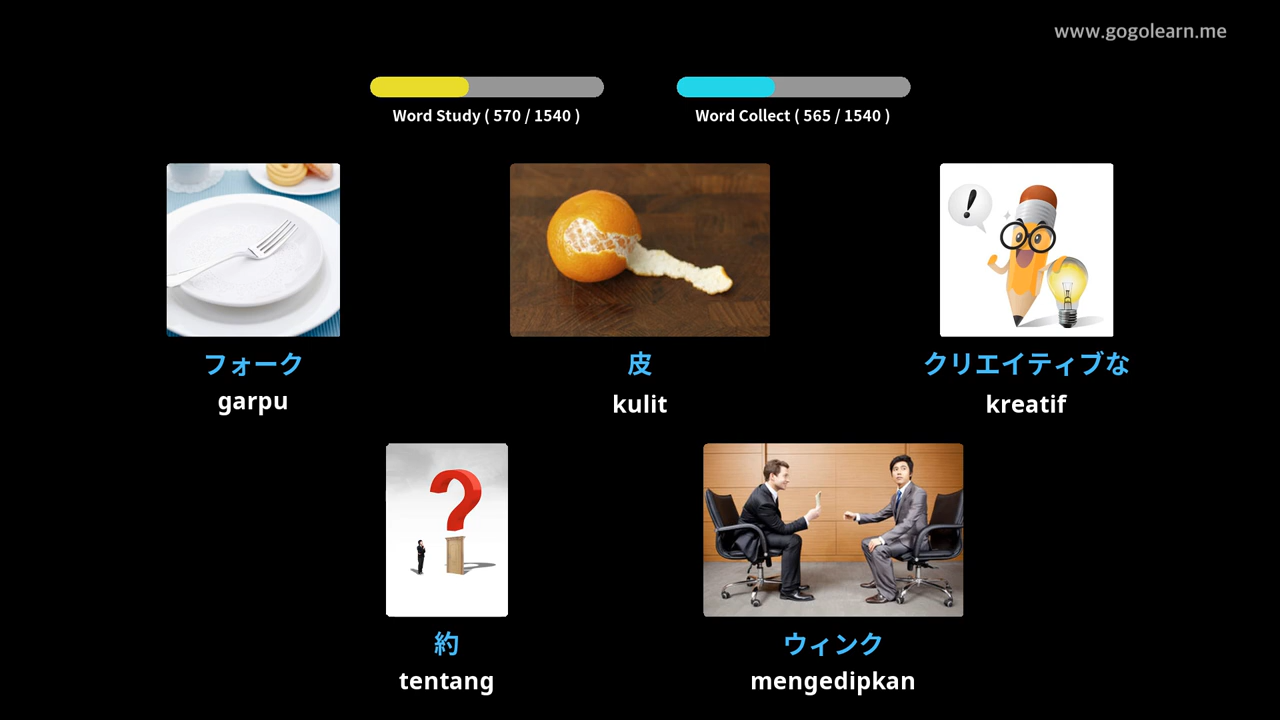 www.gogolearn.me
Word Study ( 570 / 1540 )
Word Collect ( 565 / 1540 )
フォーク
garpu
皮
kulit
クリエイティブな
kreatif
約
tentang
ウィンク
mengedipkan